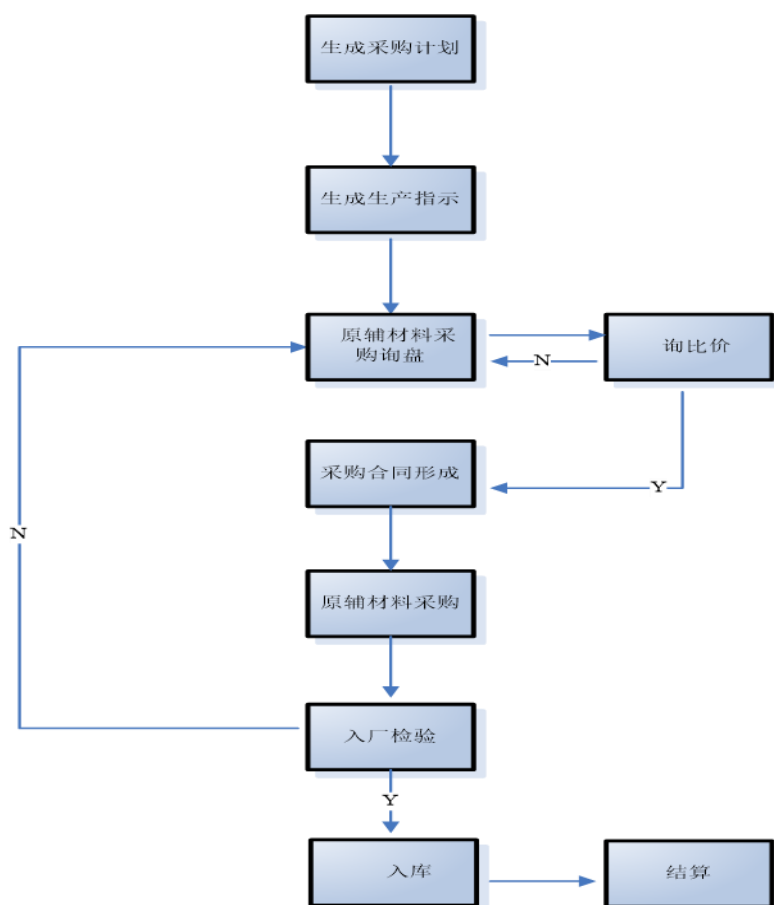 生成采购计划
生成生产指示
原辅材料采
购询盘
询比价
N
采购合同形成
Y
N
原辅材料采购
入厂检验
Y
入库
结算